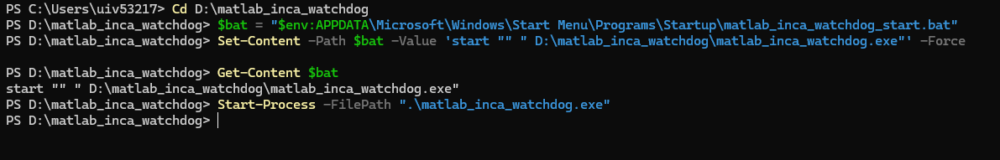 PS C:\Users\uiv53217> Cd D:\matlab_inca_watchdog
PS D:\matlab_inca_watchdog> $bat = "$env:APPDATA\Microsoft\Windows\Start Menu\Programs\Startup\matlab_inca_watchdog_start.bat"
PS D:\matlab_inca_watchdog> Set-Content -Path $bat -Value 'start "" " D:\matlab_inca_watchdog\matlab_inca_watchdog.exe"' -Force
PS D:\matlab_inca_watchdog> Get-Content $bat
start "" " D:\matlab_inca_watchdog\matlab_inca_watchdog.exe"
PS D:\matlab_inca_watchdog> Start-Process -FilePath ".\matlab_inca_watchdog.exe"
PS D:\matlab_inca_watchdog>